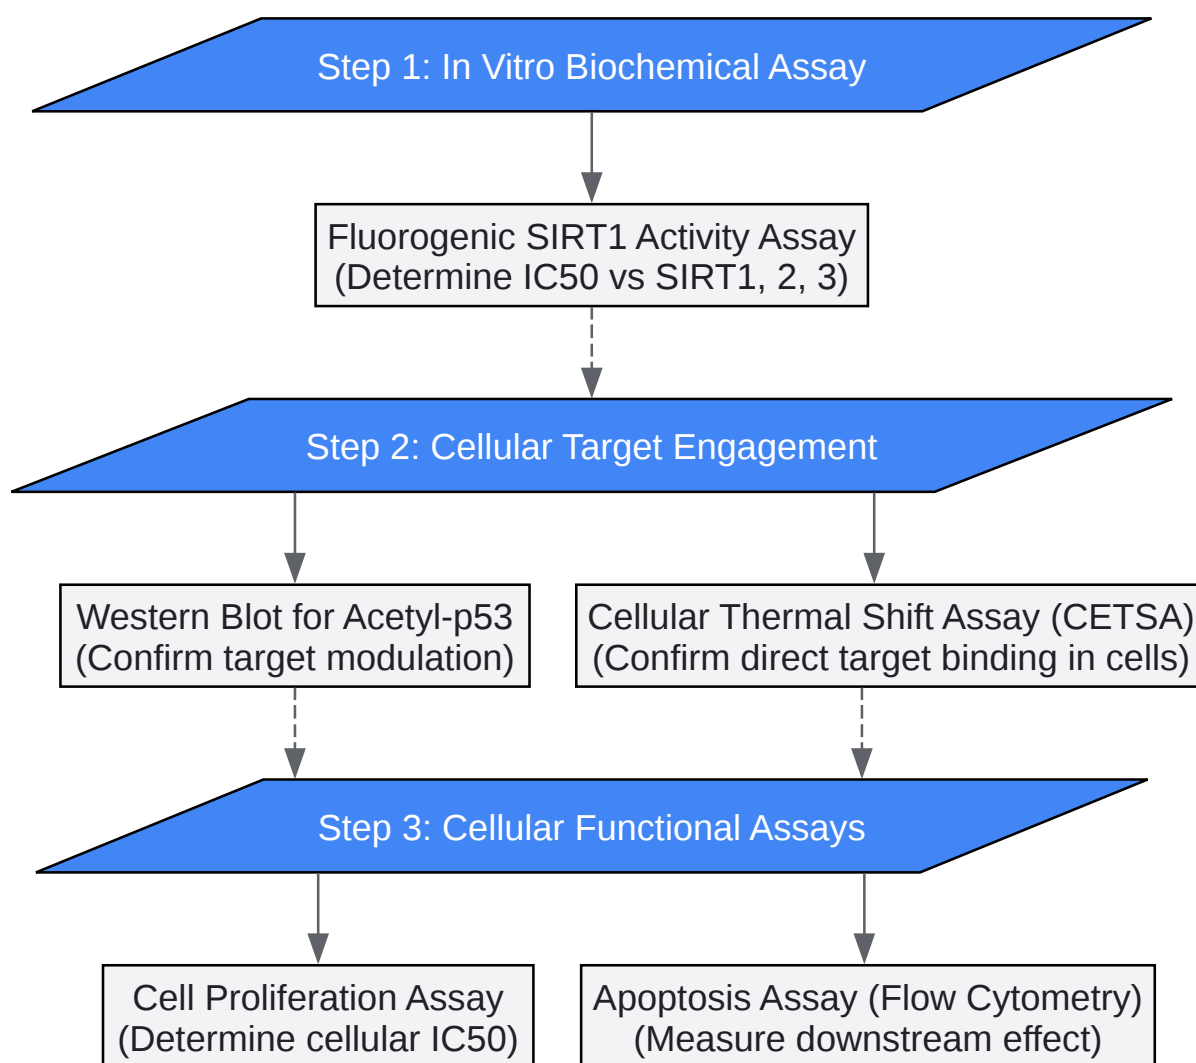 Step 1: In Vitro Biochemical Assay
Fluorogenic SIRT1 Activity Assay
(Determine IC50 vs SIRT1, 2, 3)
Step 2: Cellular Target Engagement
Western Blot for Acetyl-p53
(Confirm target modulation)
Cellular Thermal Shift Assay (CETSA)
(Confirm direct target binding in cells)
Step 3: Cellular Functional Assays
Cell Proliferation Assay
(Determine cellular IC50)
Apoptosis Assay (Flow Cytometry)
(Measure downstream effect)